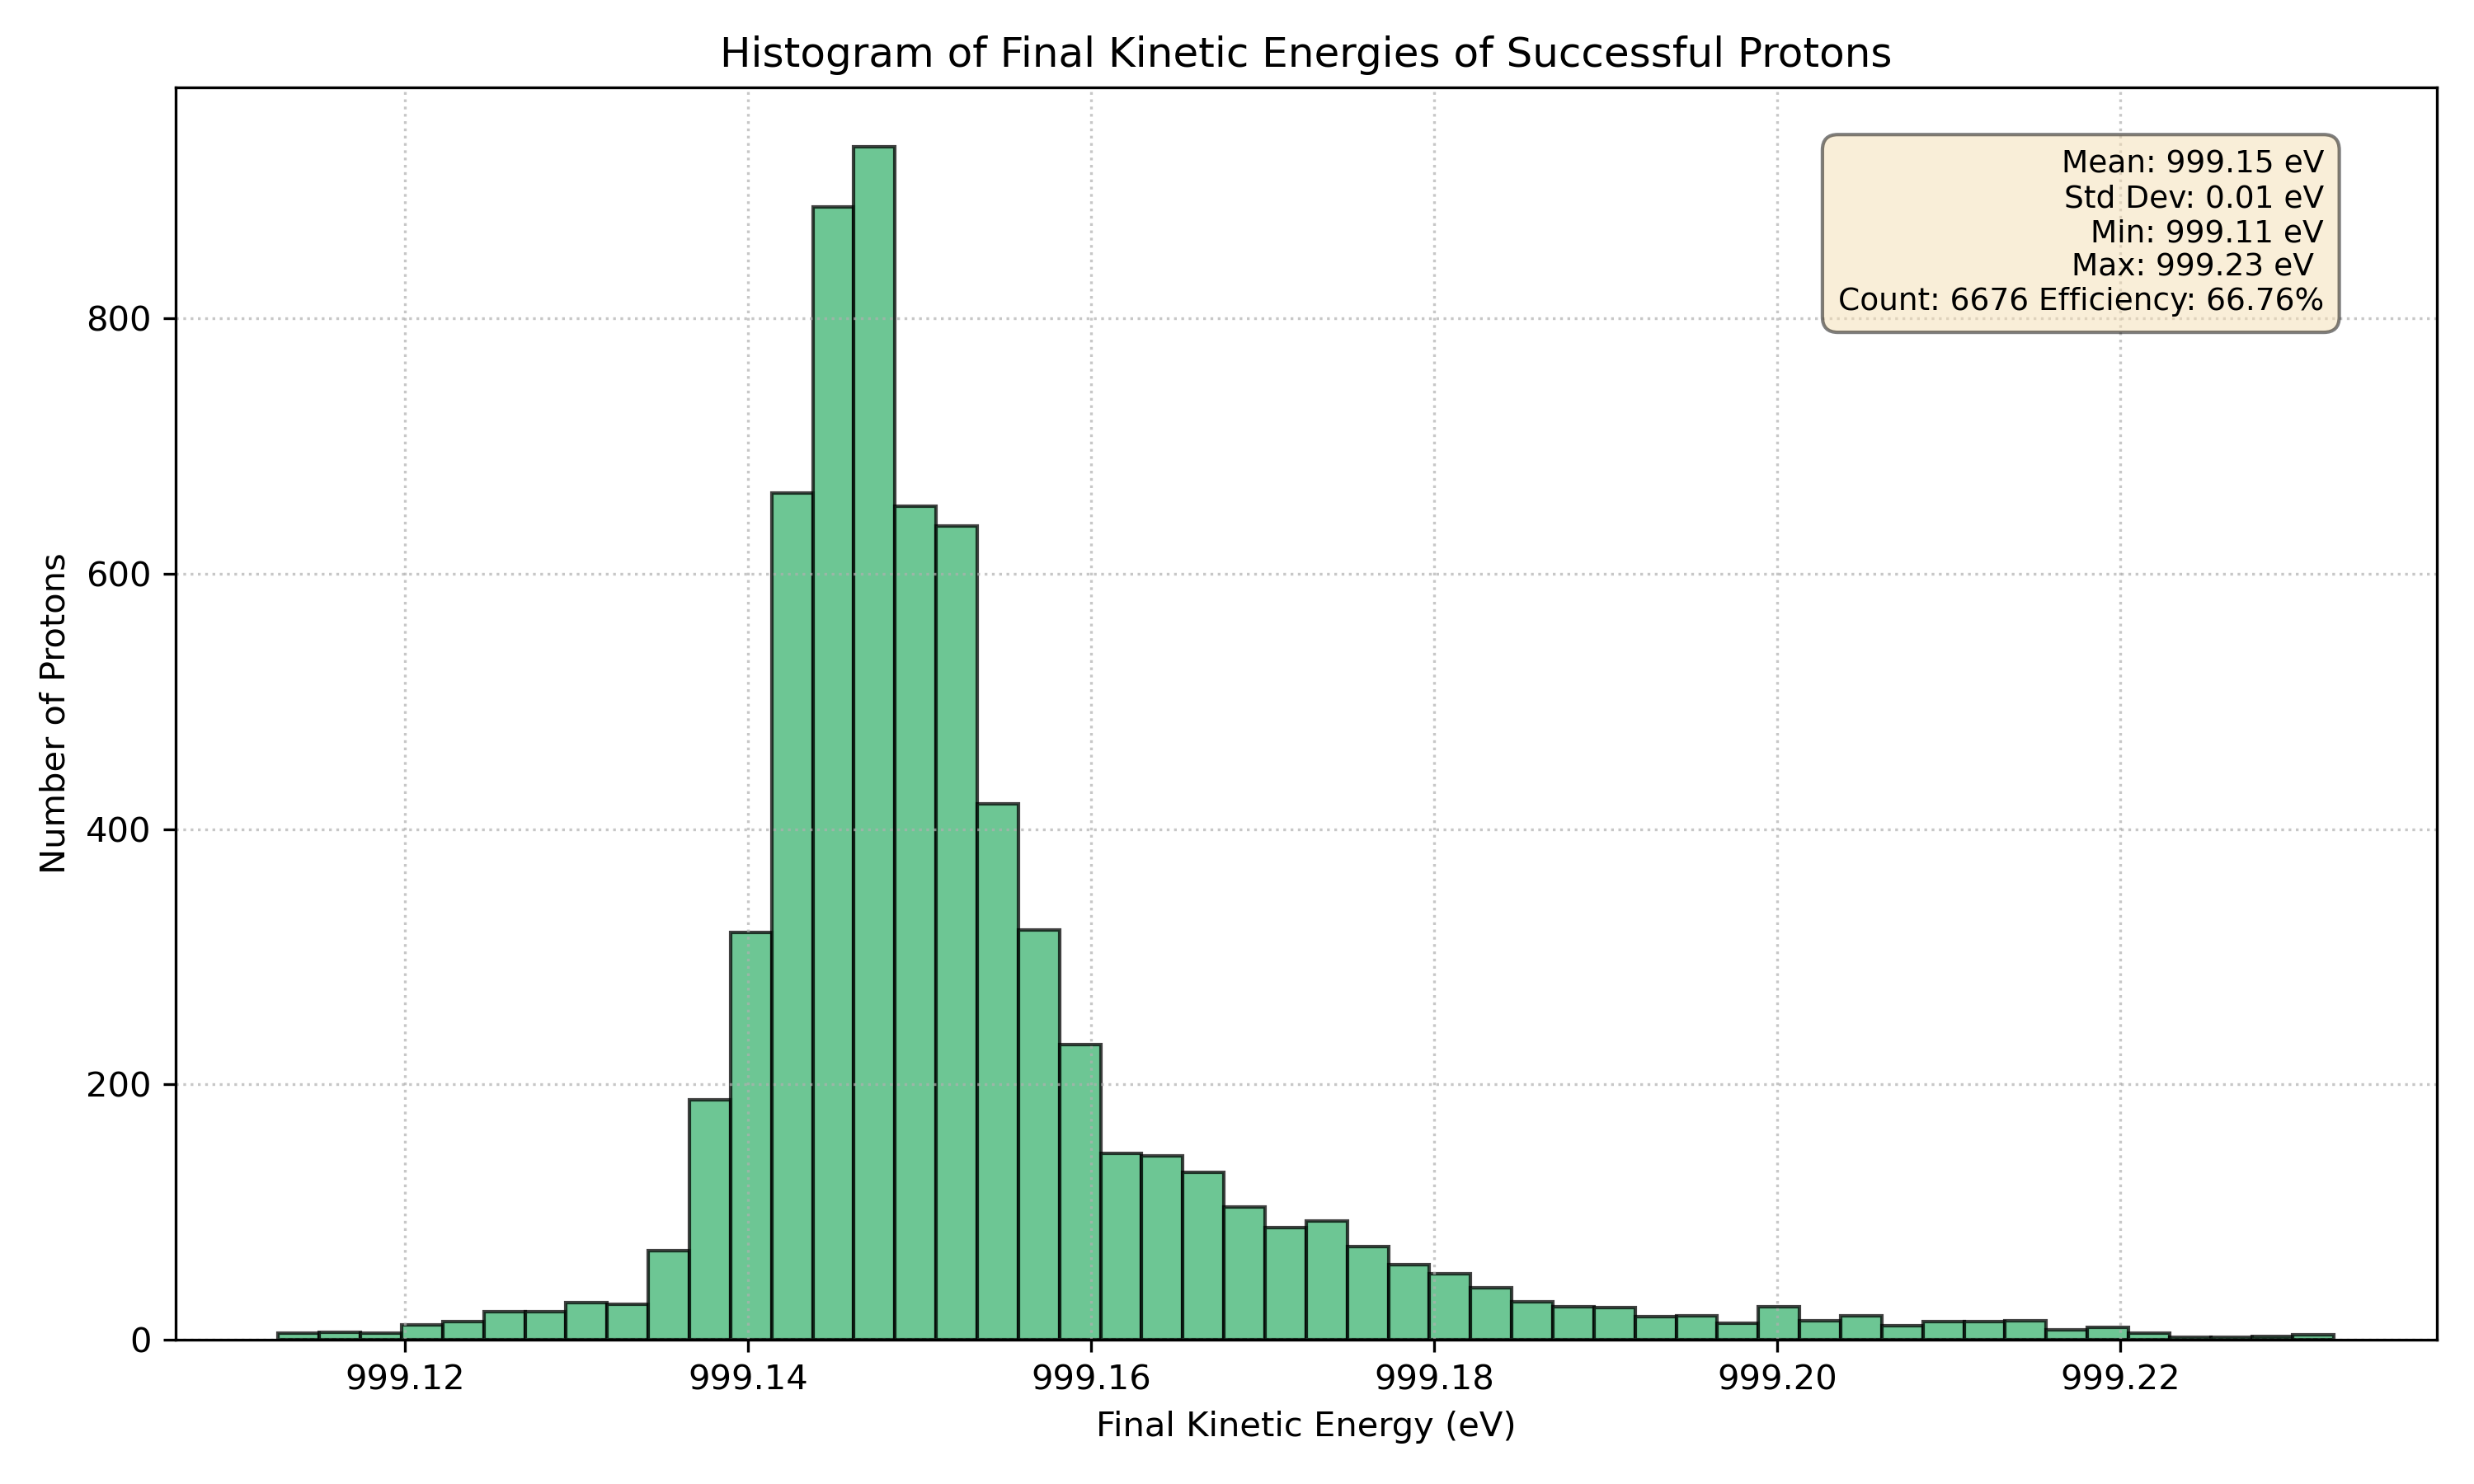 Histogram of Final Kinetic Energies of Successful Protons
Mean: 999.15 eV
Std Dev: 0.01 eV
Min: 999.11 eV
Max: 999.23 eV
Count: 6676 Efficiency: 66.76%
Number of Protons
800
600
400
200
0
999.12
999.14
999.16
999.18
999.20
999.22
Final Kinetic Energy (eV)